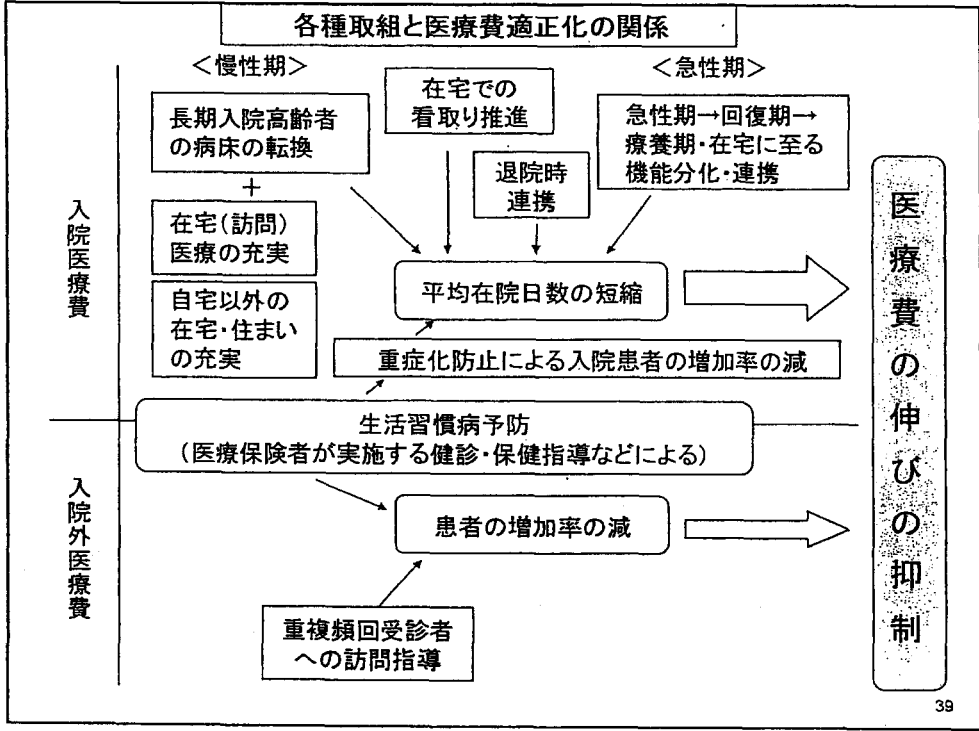 各種取組と医療費適正化の関係
＜慢性期＞
在宅での
看取り推進
＜急性期＞
長期入院高齢者
の病床の転換
＋
在宅（訪問）
医療の充実
自宅以外の
在宅・住まい
の充実
退院時
連携
急性期→回復期→
療養期・在宅に至る
機能分化・連携
入院医療費
平均在院日数の短縮
重症化防止による入院患者の増加率の減
生活習慣病予防
（医療保険者が実施する健診・保健指導などによる）
入院外医療費
患者の増加率の減
重複頻回受診者
への訪問指導
医療費の伸びの抑制
39